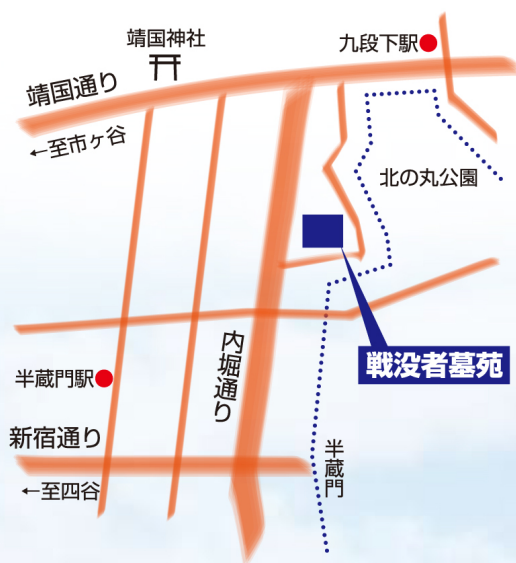 靖国神社
九段下駅
靖国通り
←至市ヶ谷
北の丸公園
戦没者墓苑
内堀通り
半蔵門駅
新宿通り
←至四谷
半蔵門